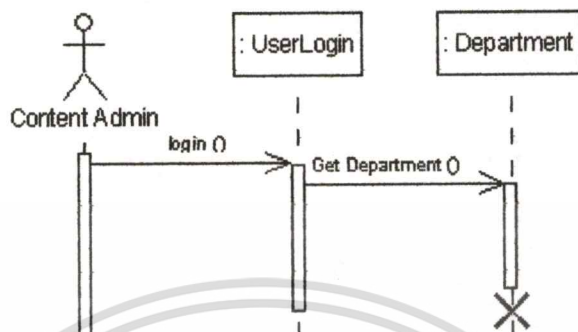 : UserLogin
: Department
Content Admin
login ()
Get Department ()